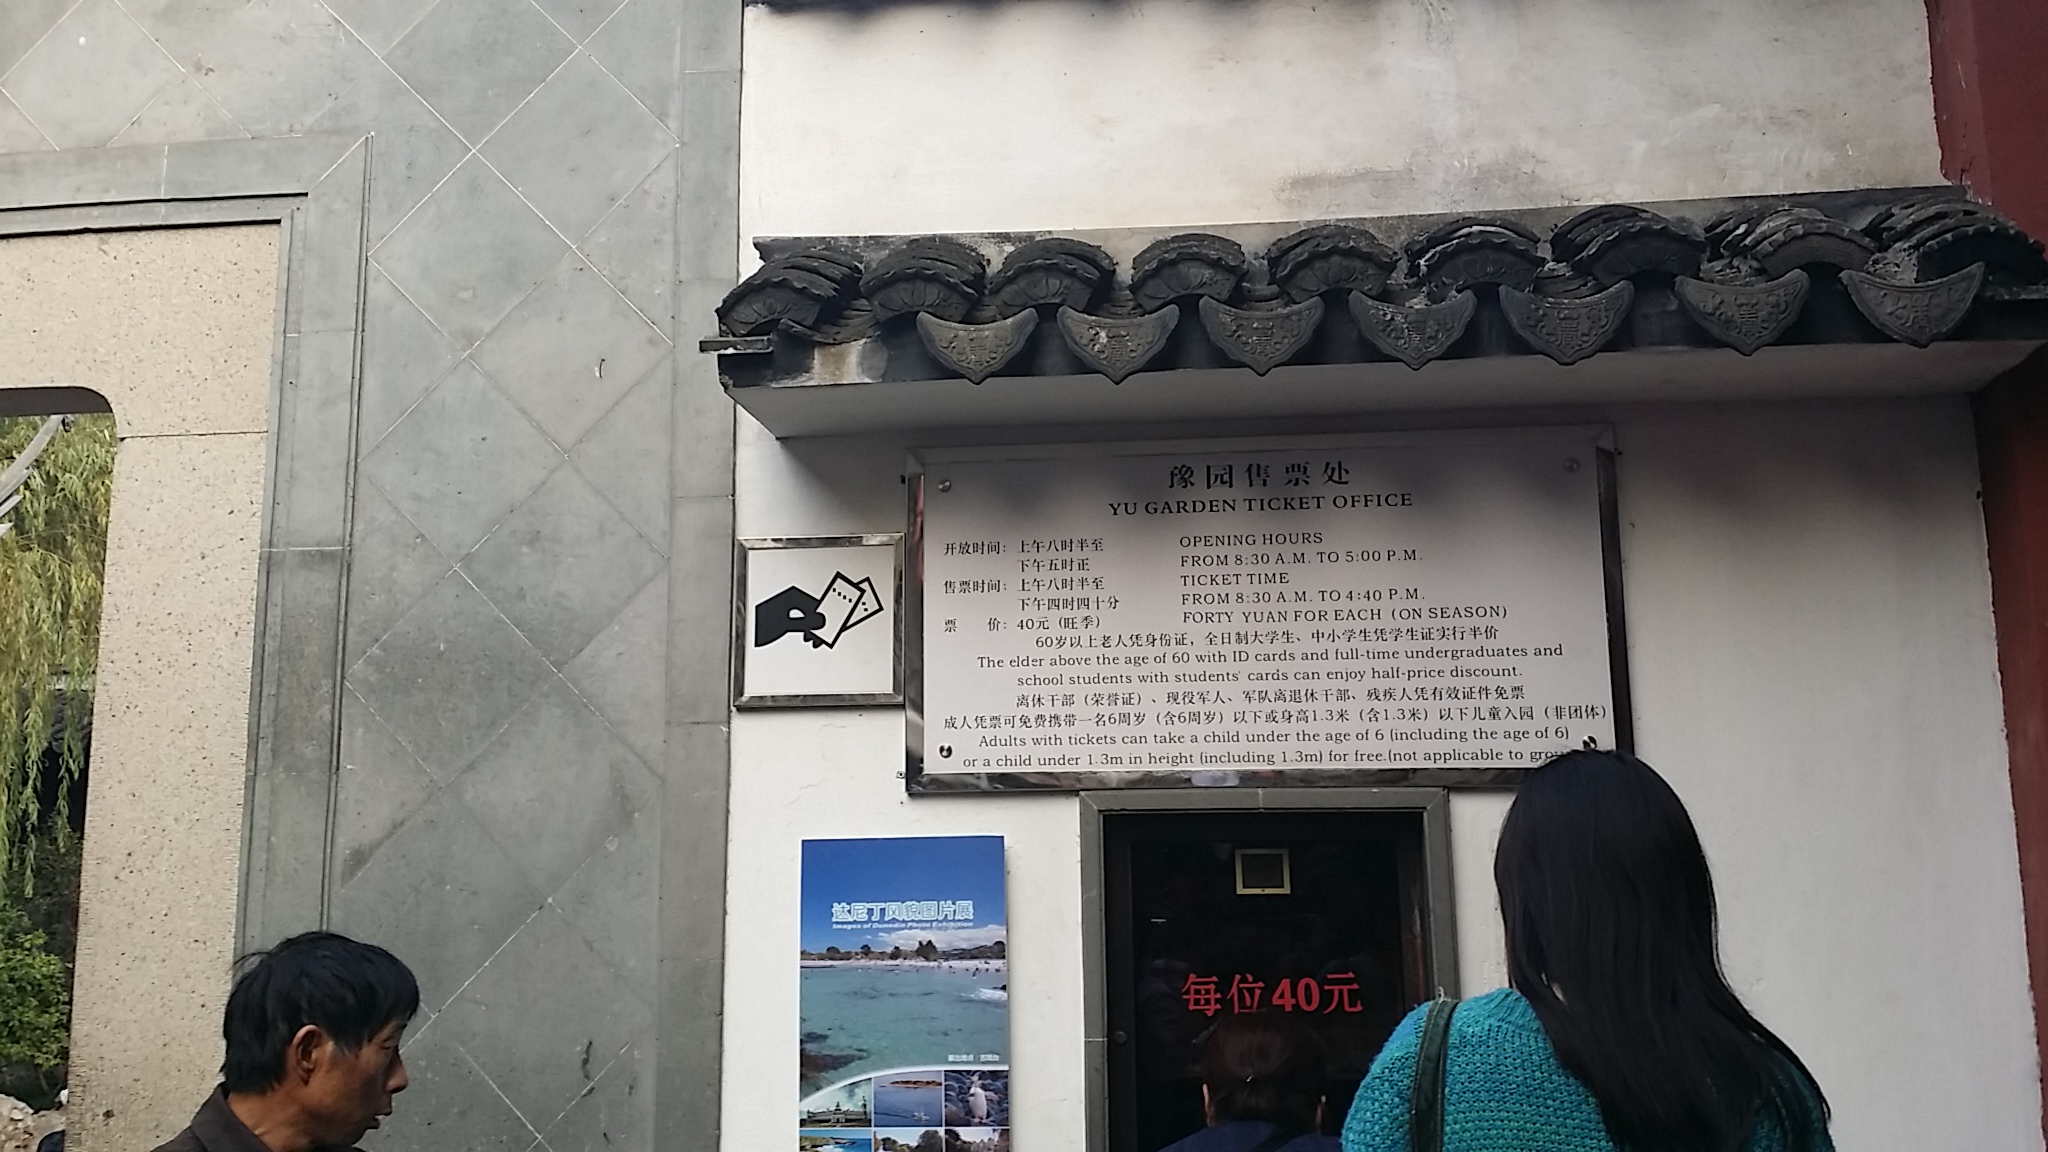 豫园售票处
YU GARDEN TICKET OFFICE
开放时间：上午八时半至
下午五时正
OPENING HOURS
FROM 8:30 A.M. TO 5:00 P.M.
售票时间：上午八时半至
下午四时四十分
TICKET TIME
FROM 8:30 A.M. TO 4:40 P.M.
票　价：40元（旺季）
FORTY YUAN FOR EACH (ON SEASON)
60岁以上老人凭身份证，全日制大学生、中小学生凭学生证实行半价
The elder above the age of 60 with ID cards and full-time undergraduates and
school students with students' cards can enjoy half-price discount.
离休干部（荣誉证）、现役军人、军队离退休干部、残疾人凭有效证件免票
成人凭票可免费携带一名6周岁（含6周岁）以下或身高1.3米（含1.3米）以下儿童入园（非团体）
Adults with tickets can take a child under the age of 6 (including the age of 6)
or a child under 1.3m in height (including 1.3m) for free.(not applicable to
达尼丁风貌图片展
Images of Dunedin Photo Exhibition
每位40元